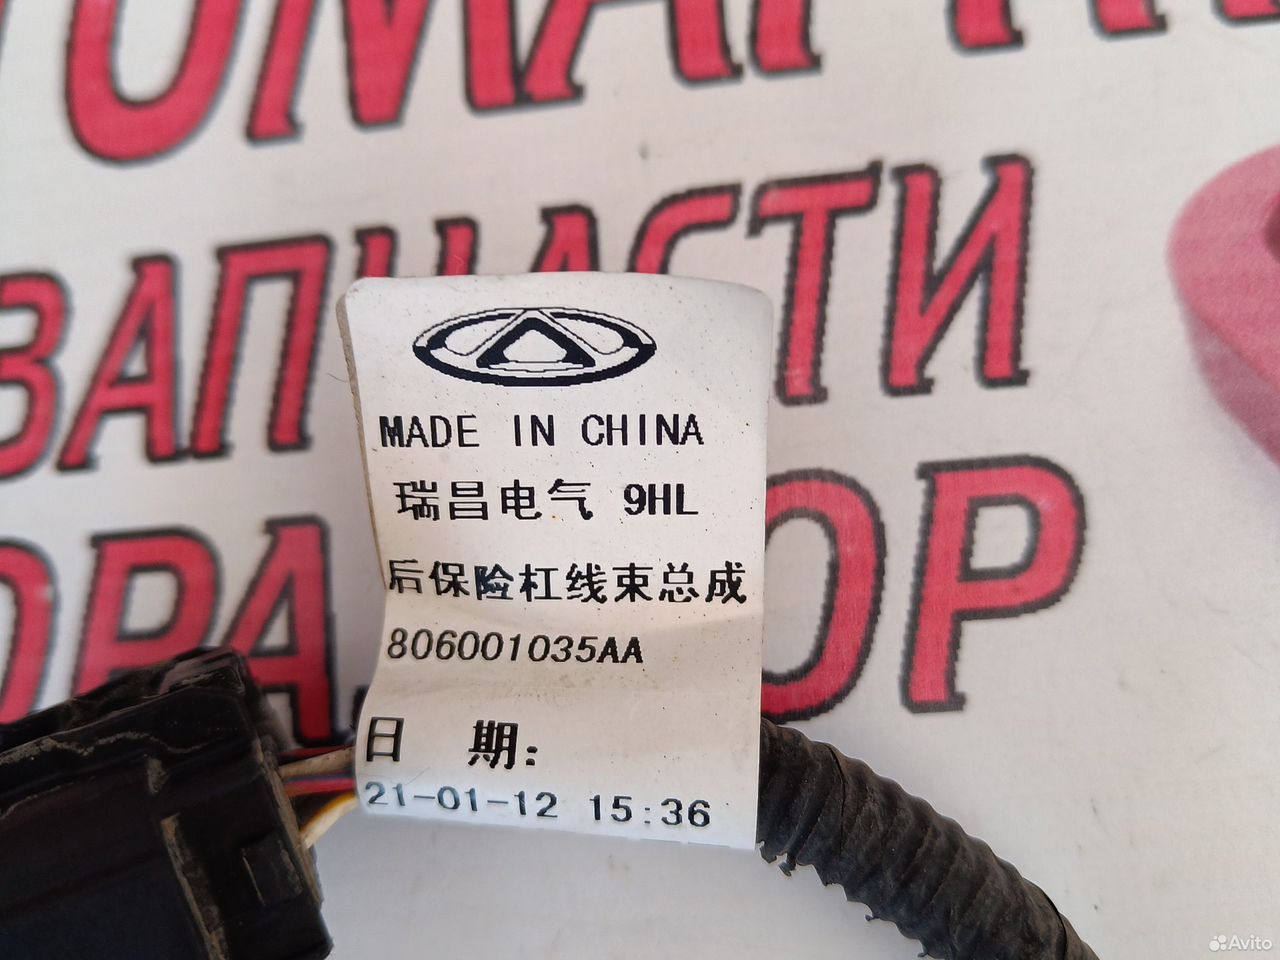 ЗАПЧАСТИ
MADE IN CHINA
瑞昌电气 9HL
后保险杠线束总成
806001035AA
日 期:
21-01-12 15:36
Avito